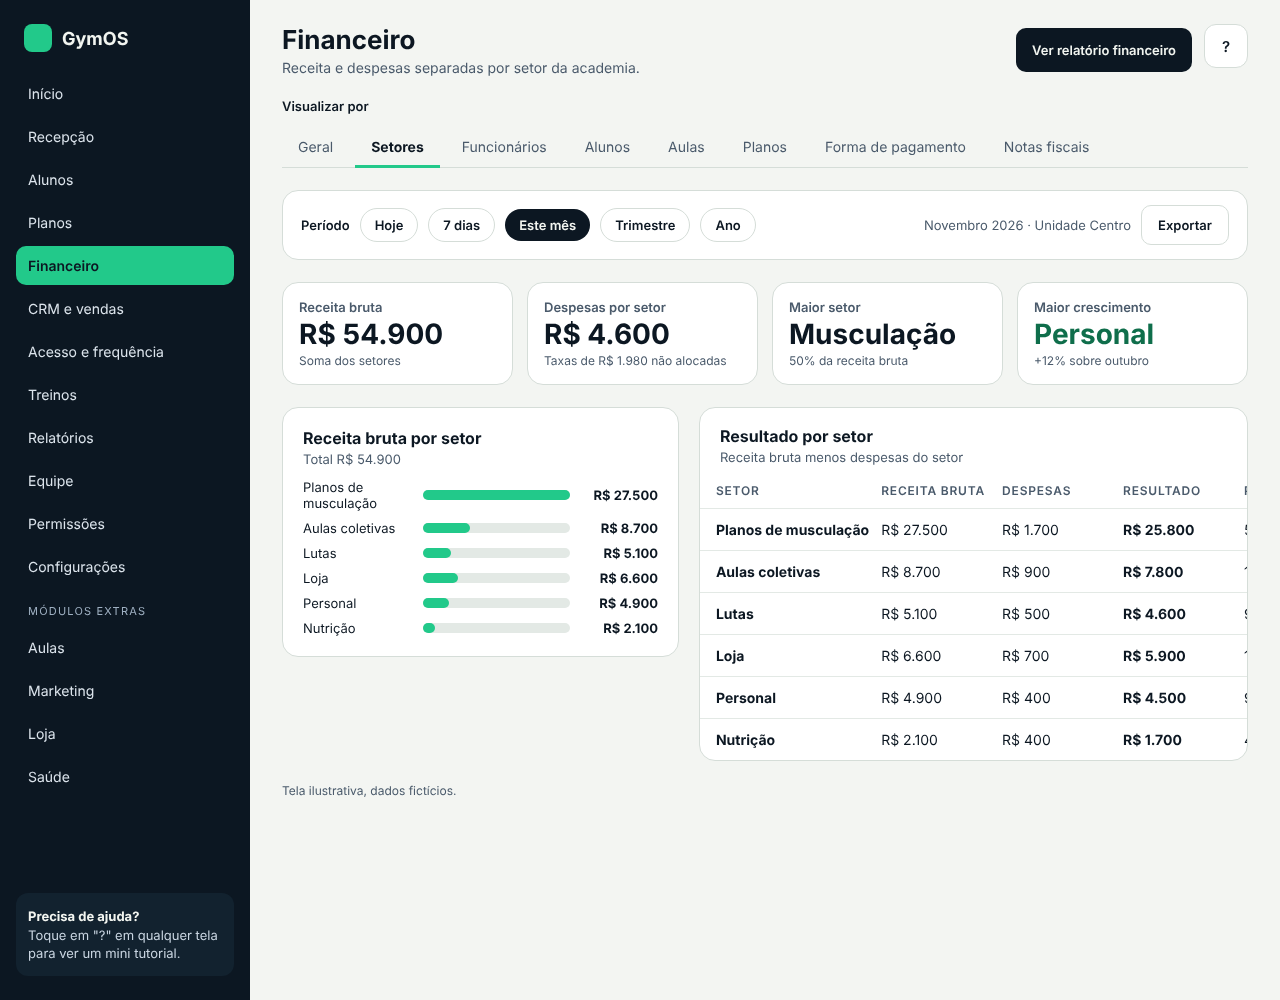 GymOS
Início
Recepção
Alunos
Planos
Financeiro
CRM e vendas
Acesso e frequência
Treinos
Relatórios
Equipe
Permissões
Configurações
MÓDULOS EXTRAS
Aulas
Marketing
Loja
Saúde
Precisa de ajuda?
Toque em "?" em qualquer tela
para ver um mini tutorial.
Financeiro
Receita e despesas separadas por setor da academia.
Ver relatório financeiro
?
Visualizar por
Geral Setores Funcionários Alunos Aulas Planos Forma de pagamento Notas fiscais
Período Hoje 7 dias Este mês Trimestre Ano Novembro 2026 · Unidade Centro Exportar
Receita bruta
R$ 54.900
Soma dos setores
Despesas por setor
R$ 4.600
Taxas de R$ 1.980 não alocadas
Maior setor
Musculação
50% da receita bruta
Maior crescimento
Personal
+12% sobre outubro
Receita bruta por setor
Total R$ 54.900
Planos de
musculação R$ 27.500
Aulas coletivas R$ 8.700
Lutas R$ 5.100
Loja R$ 6.600
Personal R$ 4.900
Nutrição R$ 2.100
Resultado por setor
Receita bruta menos despesas do setor
SETOR RECEITA BRUTA DESPESAS RESULTADO
Planos de musculação R$ 27.500 R$ 1.700 R$ 25.800
Aulas coletivas R$ 8.700 R$ 900 R$ 7.800
Lutas R$ 5.100 R$ 500 R$ 4.600
Loja R$ 6.600 R$ 700 R$ 5.900
Personal R$ 4.900 R$ 400 R$ 4.500
Nutrição R$ 2.100 R$ 400 R$ 1.700
Tela ilustrativa, dados fictícios.